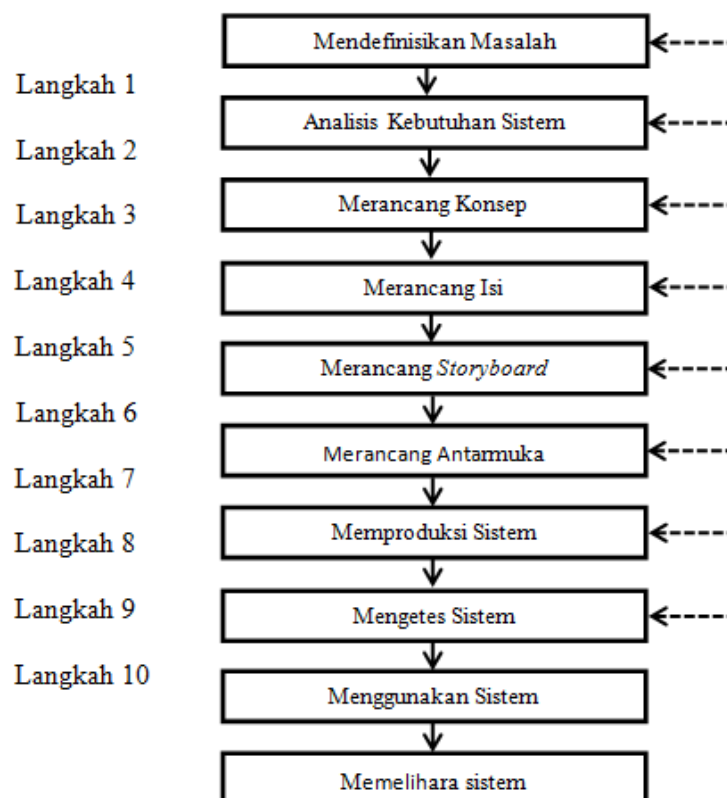 Mendefinisikan Masalah
Langkah 1
Analisis Kebutuhan Sistem
Langkah 2
Merancang Konsep
Langkah 3
Langkah 4
Merancang Isi
Langkah 5
Merancang Storyboard
Langkah 6
Merancang Antarmuka
Langkah 7
Memproduksi Sistem
Langkah 8
Langkah 9
Mengetes Sistem
Langkah 10
Menggunakan Sistem
Memelihara sistem